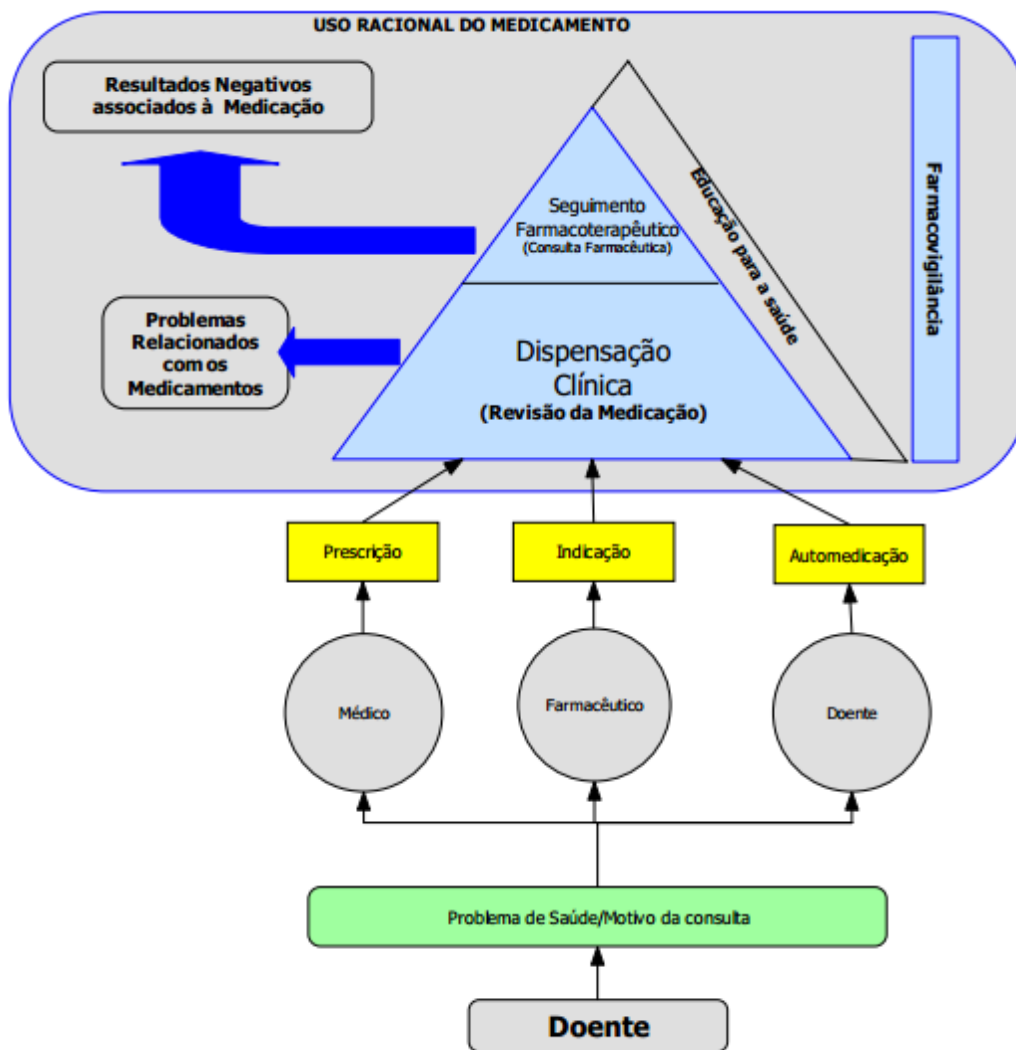 USO RACIONAL DO MEDICAMENTO
Resultados Negativos
associados à Medicação
Seguimento
Farmacoterapêutico
(Consulta Farmacêutica)
Educação para a saúde
Farmacovigilância
Problemas
Relacionados
com os
Medicamentos
Dispensação
Clínica
(Revisão da Medicação)
Prescrição
Indicação
Automedicação
Médico
Farmacêutico
Doente
Problema de Saúde/Motivo da consulta
Doente